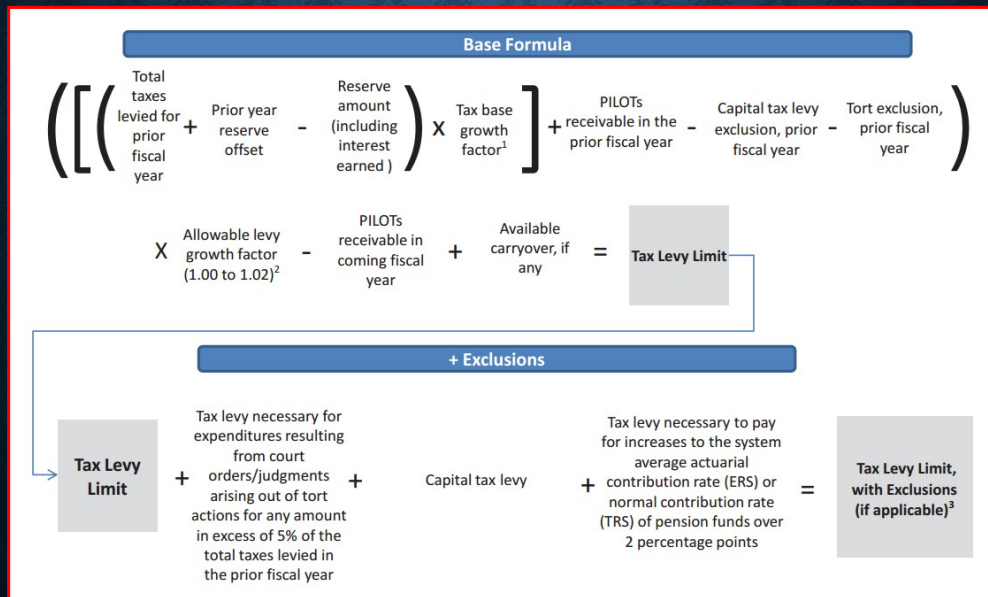 Base Formula
( [ ( Total taxes levied for prior fiscal year + Prior year reserve offset - Reserve amount (including interest earned ) ) X Tax base growth factor1 ] + PILOTs receivable in the prior fiscal year - Capital tax levy exclusion, prior fiscal year - Tort exclusion, prior fiscal year )
X Allowable levy growth factor (1.00 to 1.02)2 - PILOTs receivable in coming fiscal year + Available carryover, if any = Tax Levy Limit
+ Exclusions
Tax Levy Limit + Tax levy necessary for expenditures resulting from court orders/judgments arising out of tort actions for any amount in excess of 5% of the total taxes levied in the prior fiscal year + Capital tax levy + Tax levy necessary to pay for increases to the system average actuarial contribution rate (ERS) or normal contribution rate (TRS) of pension funds over 2 percentage points = Tax Levy Limit, with Exclusions (if applicable)3